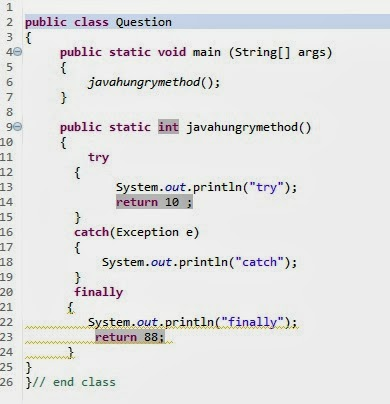 1
2 public class Question
3 {
4 public static void main (String[] args)
5 {
6 javahungrymethod();
7 }
8
9 public static int javahungrymethod()
10 {
11 try
12 {
13 System.out.println("try");
14 return 10 ;
15 }
16 catch(Exception e)
17 {
18 System.out.println("catch");
19 }
20 finally
21 {
22 System.out.println("finally");
23 return 88;
24 }
25 }
26 }// end class